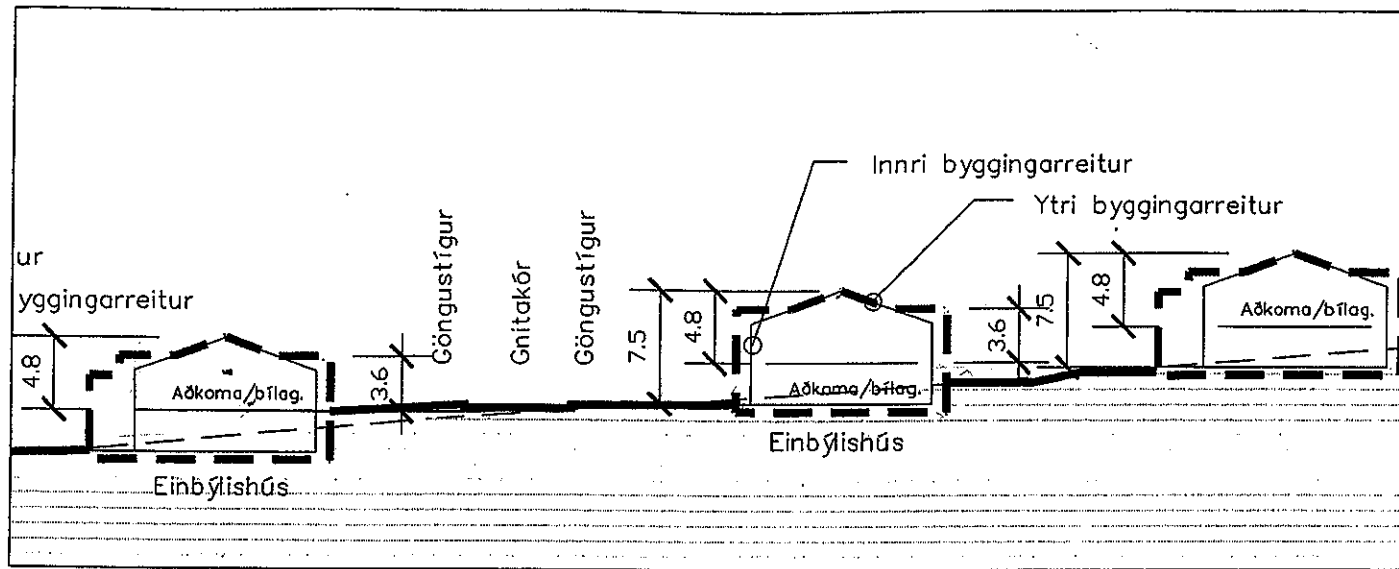 Innri byggingarreitur
Ytri byggingarreitur
ur
yggingarreitur
Göngustígur
Gnitakór
Göngustígur
4.8
3.6
7.5
4.8
3.6
7.5
4.8
Aðkoma/bílag.
Aðkoma/bílag.
Aðkoma/bílag.
Einbýlishús
Einbýlishús